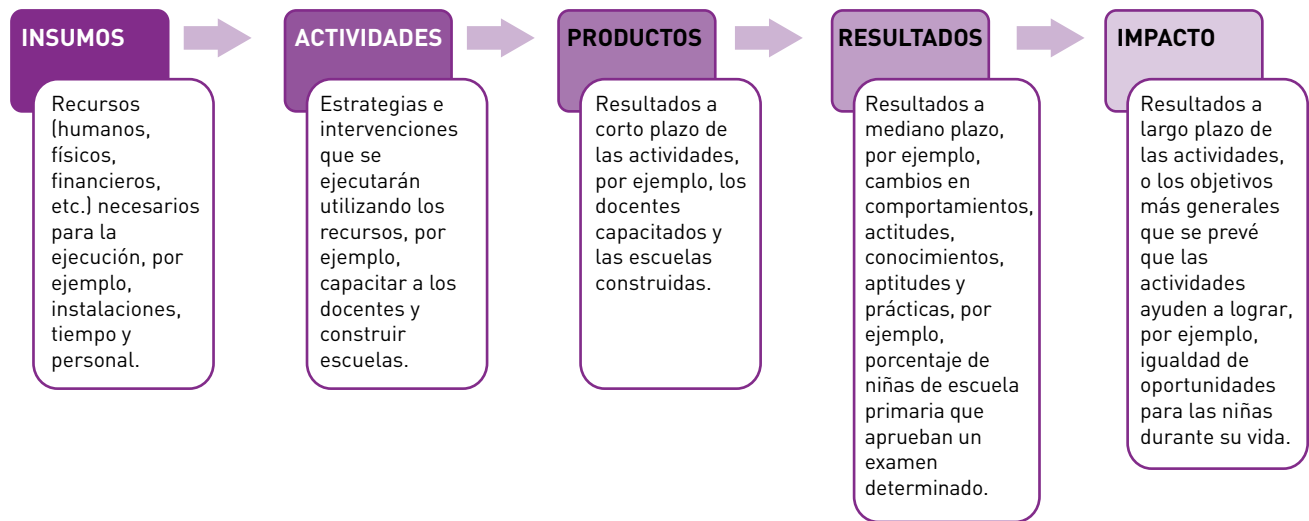 INSUMOS
Recursos
(humanos,
físicos,
financieros,
etc.) necesarios
para la
ejecución, por
ejemplo,
instalaciones,
tiempo y
personal.
ACTIVIDADES
Estrategias e
intervenciones
que se
ejecutarán
utilizando los
recursos, por
ejemplo,
capacitar a los
docentes y
construir
escuelas.
PRODUCTOS
Resultados a
corto plazo de
las actividades,
por ejemplo, los
docentes
capacitados y
las escuelas
construidas.
RESULTADOS
Resultados a
mediano plazo,
por ejemplo,
cambios en
comportamientos,
actitudes,
conocimientos,
aptitudes y
prácticas, por
ejemplo,
porcentaje de
niñas de escuela
primaria que
aprueban un
examen
determinado.
IMPACTO
Resultados a
largo plazo de
las actividades,
o los objetivos
más generales
que se prevé
que las
actividades
ayuden a lograr,
por ejemplo,
igualdad de
oportunidades
para las niñas
durante su vida.